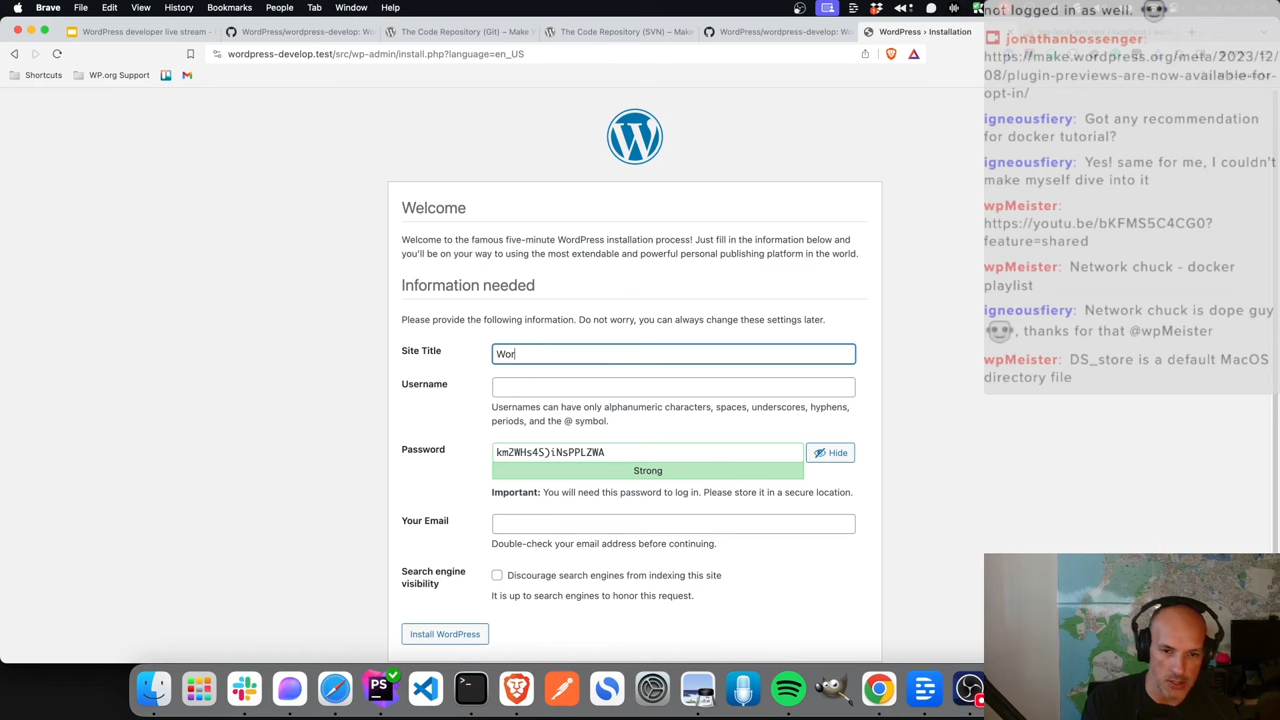 Brave File Edit View History Bookmarks People Tab Window Help
WordPress developer live stream -
WordPress/wordpress-develop:
The Code Repository (Git) – Make
The Code Repository (SVN) – Make
WordPress/wordpress-develop: Wo
WordPress › Installation
wordpress-develop.test/src/wp-admin/install.php?language=en_US
Shortcuts
WP.org Support
Welcome
Welcome to the famous five-minute WordPress installation process! Just fill in the information below and
you'll be on your way to using the most extendable and powerful personal publishing platform in the world.
Information needed
Please provide the following information. Do not worry, you can always change these settings later.
Site Title
Wor
Username
Usernames can have only alphanumeric characters, spaces, underscores, hyphens,
periods, and the @ symbol.
Password
km2WHs4S)iNsPPLZWA
Hide
Strong
Important: You will need this password to log in. Please store it in a secure location.
Your Email
Double-check your email address before continuing.
Search engine
visibility
Discourage search engines from indexing this site
It is up to search engines to honor this request.
Install WordPress
not logged in as well.
jonathanbossenger:
https://make.wordpress.org/meta/2023/12/
08/plugin-previews-are-now-available-for-
opt-in/
igneousfiery: Got any recommendation
for docker tutorial?
igneousfiery: Yes! same for me, I couldn't
make myself dive into it
wpMeister:
https://youtu.be/bKFMS5C4CG0?
feature=shared
wpMeister: Network chuck - docker
playlist
igneousfiery: Network chuck is dope guy
, thanks for that @wpMeister
wpMeister: DS_store is a default MacOS
directory file
PS